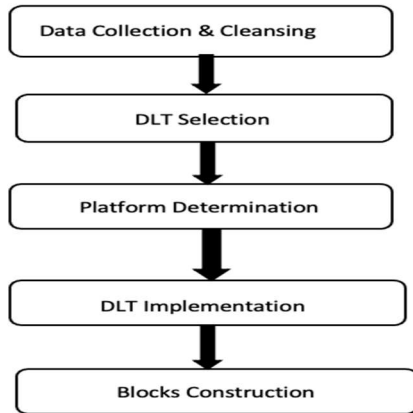 Data Collection & Cleansing
DLT Selection
Platform Determination
DLT Implementation
Blocks Construction